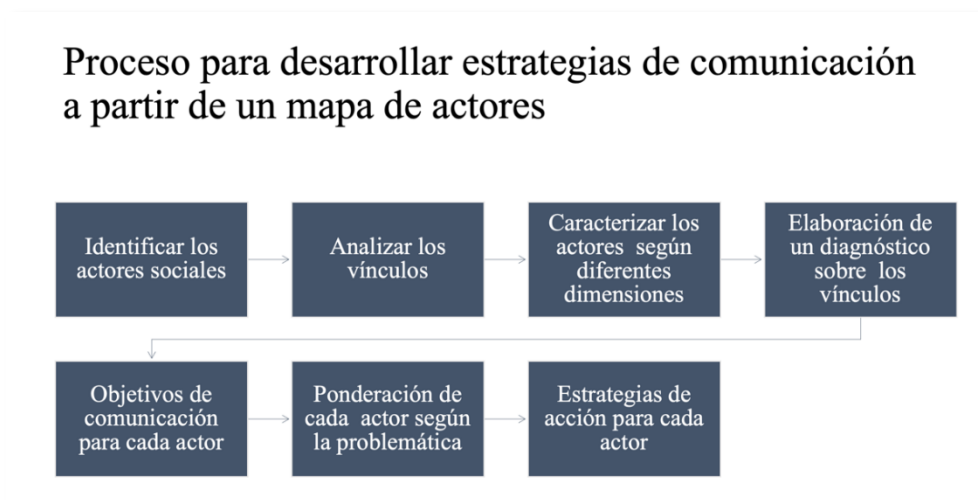 Proceso para desarrollar estrategias de comunicación
a partir de un mapa de actores
Identificar los
actores sociales
Analizar los
vínculos
Caracterizar los
actores según
diferentes
dimensiones
Elaboración de
un diagnóstico
sobre los
vínculos
Objetivos de
comunicación
para cada actor
Ponderación de
cada actor según
la problemática
Estrategias de
acción para cada
actor